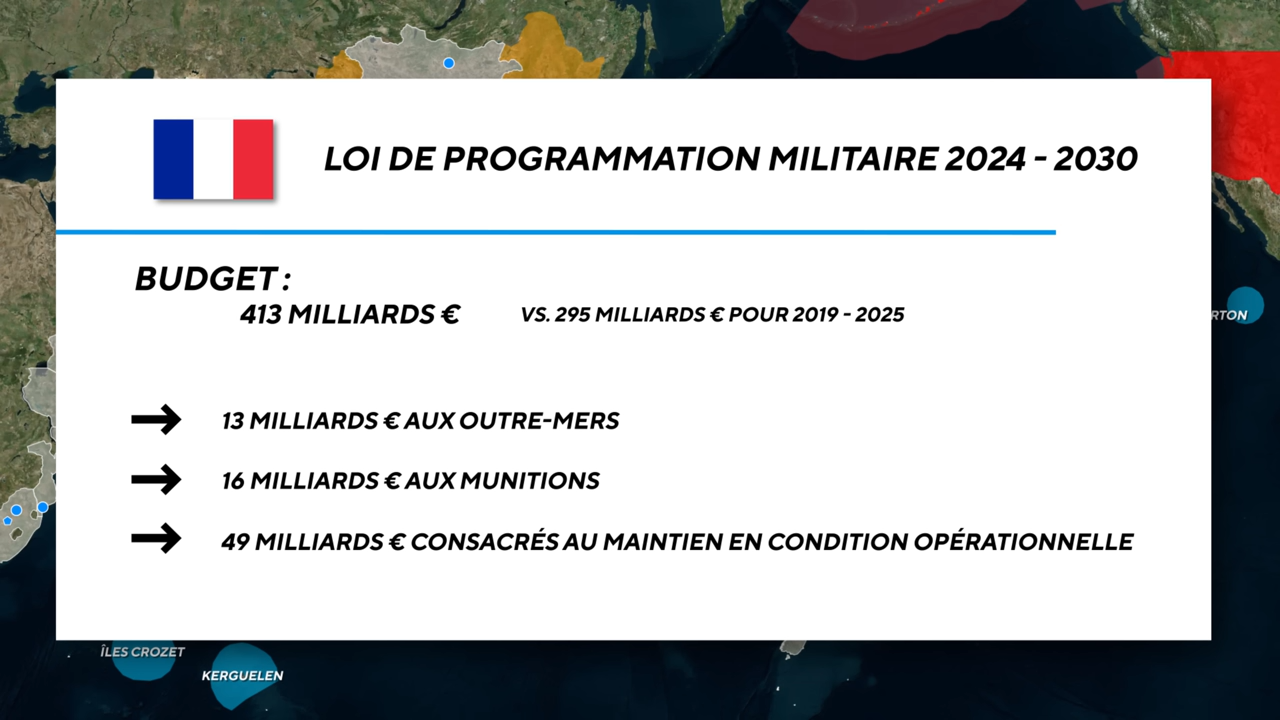 LOI DE PROGRAMMATION MILITAIRE 2024 - 2030
BUDGET :
413 MILLIARDS € VS. 295 MILLIARDS € POUR 2019 - 2025
→ 13 MILLIARDS € AUX OUTRE-MERS
→ 16 MILLIARDS € AUX MUNITIONS
→ 49 MILLIARDS € CONSACRÉS AU MAINTIEN EN CONDITION OPÉRATIONNELLE
RTON
ÎLES CROZET
KERGUELEN